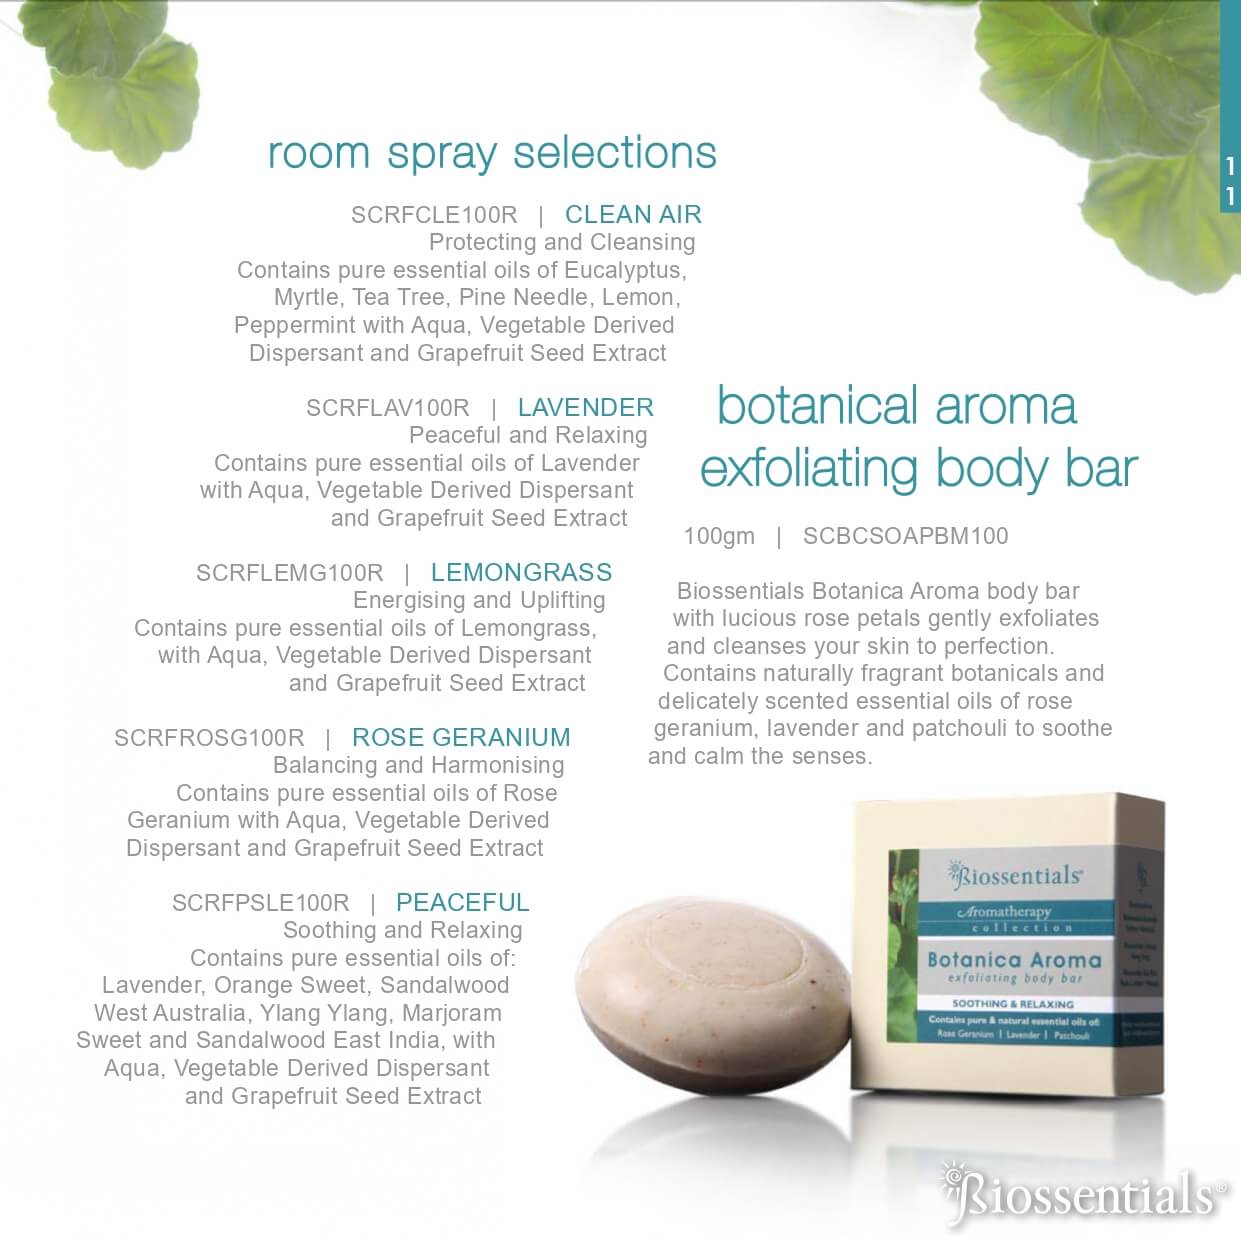 1
1
room spray selections
SCRFCLE100R | CLEAN AIR
Protecting and Cleansing
Contains pure essential oils of Eucalyptus,
Myrtle, Tea Tree, Pine Needle, Lemon,
Peppermint with Aqua, Vegetable Derived
Dispersant and Grapefruit Seed Extract
SCRFLAV100R | LAVENDER
Peaceful and Relaxing
Contains pure essential oils of Lavender
with Aqua, Vegetable Derived Dispersant
and Grapefruit Seed Extract
SCRFLEMG100R | LEMONGRASS
Energising and Uplifting
Contains pure essential oils of Lemongrass,
with Aqua, Vegetable Derived Dispersant
and Grapefruit Seed Extract
SCRFROSG100R | ROSE GERANIUM
Balancing and Harmonising
Contains pure essential oils of Rose
Geranium with Aqua, Vegetable Derived
Dispersant and Grapefruit Seed Extract
SCRFPSLE100R | PEACEFUL
Soothing and Relaxing
Contains pure essential oils of:
Lavender, Orange Sweet, Sandalwood
West Australia, Ylang Ylang, Marjoram
Sweet and Sandalwood East India, with
Aqua, Vegetable Derived Dispersant
and Grapefruit Seed Extract
botanical aroma
exfoliating body bar
100gm | SCBCSOAPBM100
Biossentials Botanica Aroma body bar
with lucious rose petals gently exfoliates
and cleanses your skin to perfection.
Contains naturally fragrant botanicals and
delicately scented essential oils of rose
geranium, lavender and patchouli to soothe
and calm the senses.
Biossentials®
Aromatherapy
collection
Botanica Aroma
exfoliating body bar
SOOTHING & RELAXING
Contains pure & natural essential oils of:
Rose Geranium | Lavender | Patchouli
Biossentials®